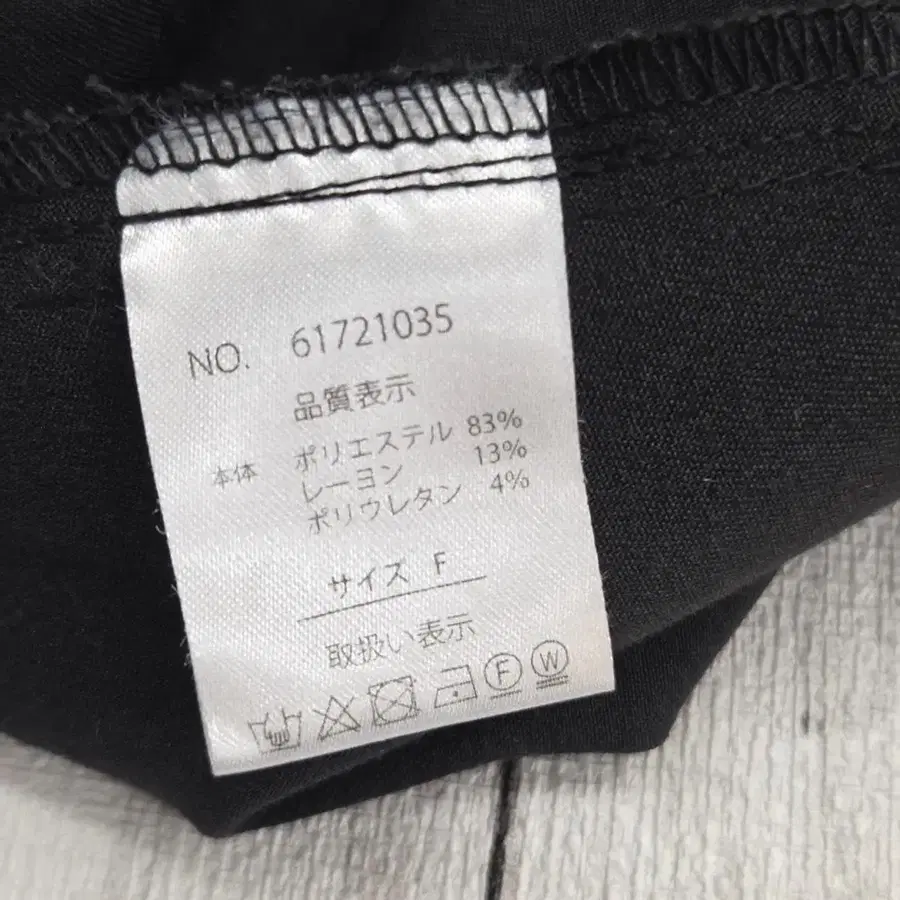 NO. 61721035
品質表示
本体 ポリエステル 83%
レーヨン 13%
ポリウレタン 4%
サイズ F
取扱い表示
F W